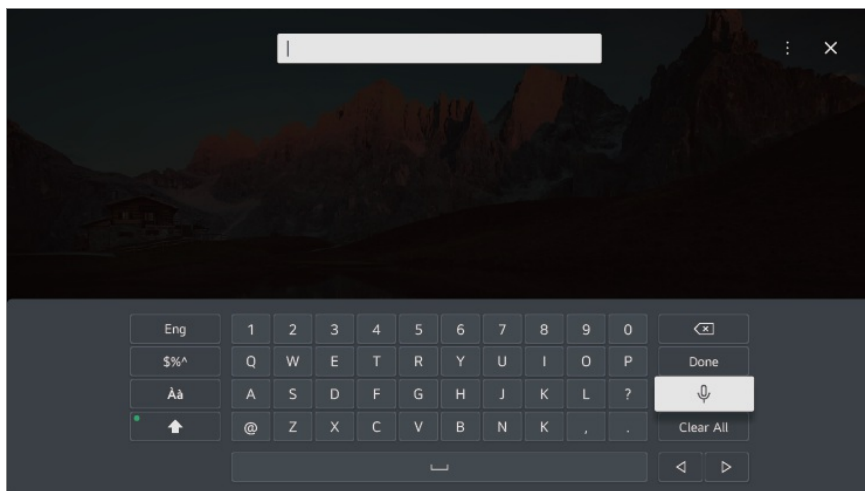 Eng 1 2 3 4 5 6 7 8 9 0
$%^ Q W E T R Y U I O P Done
Àà A S D F G H J K L ?
@ Z X C V B N K , . Clear All